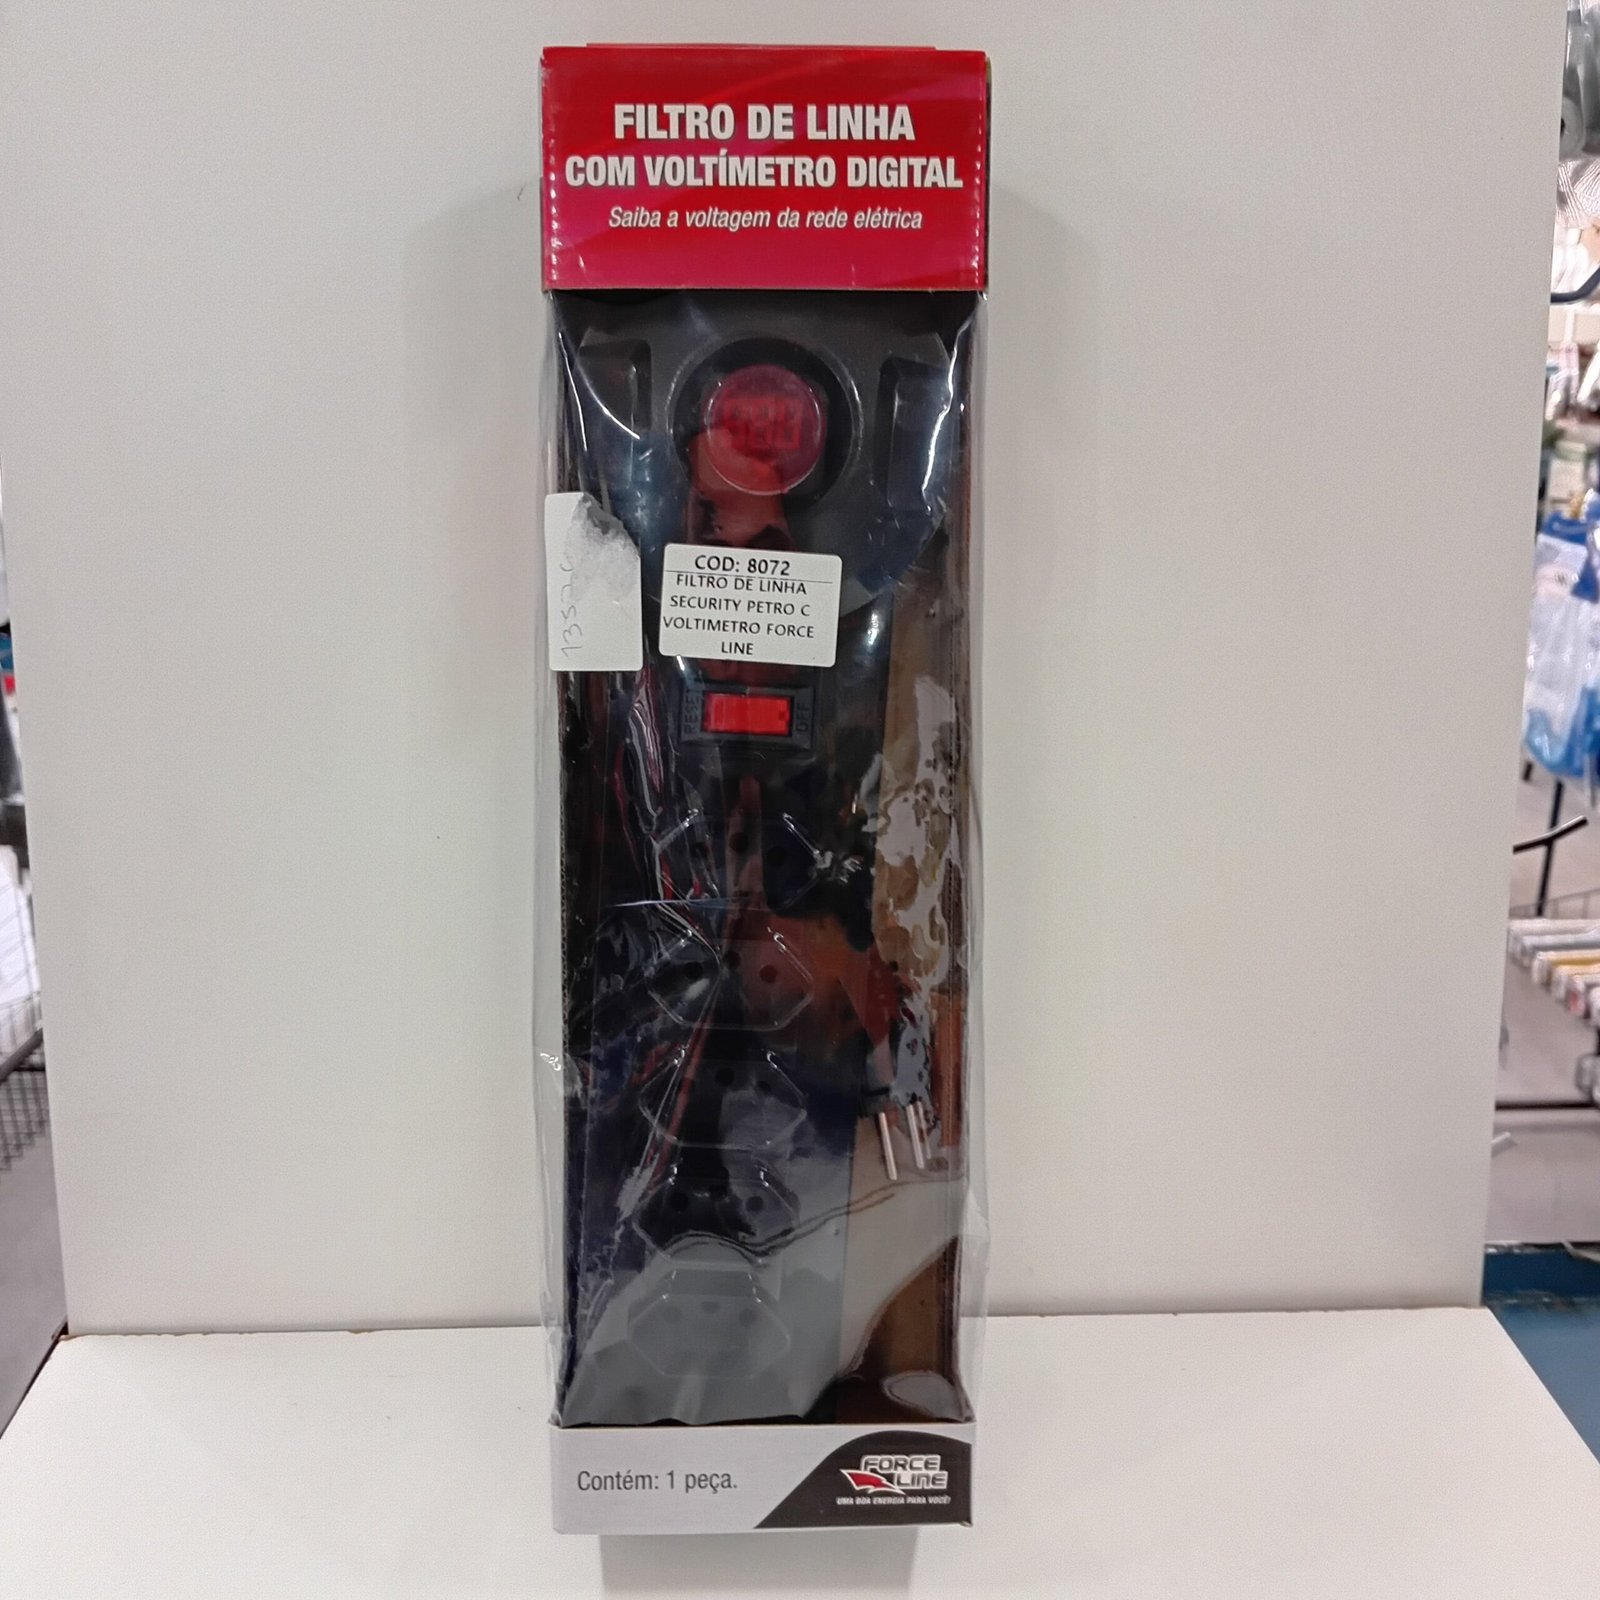 FILTRO DE LINHA
COM VOLTÍMETRO DIGITAL
Saiba a voltagem da rede elétrica
COD: 8072
FILTRO DE LINHA
SECURITY PETRO C
VOLTIMETRO FORCE
LINE
RESET
OFF
Contém: 1 peça.
FORCE
LINE
UMA BOA ENERGIA PARA VOCÊ!